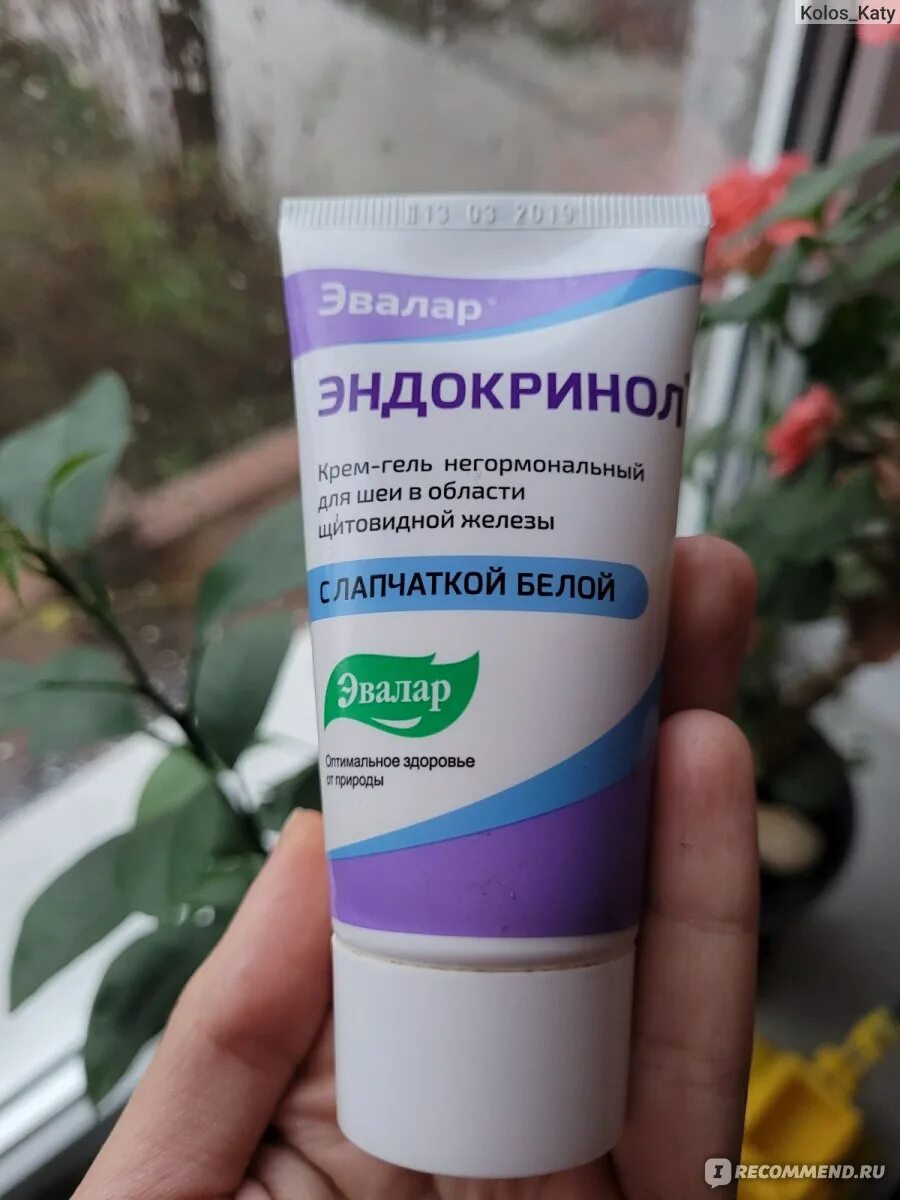 Kolos_Katy
13 03 2019
Эвалар
ЭНДОКРИНОЛ
Крем-гель негормональный
для шеи в области
щитовидной железы
С ЛАПЧАТКОЙ БЕЛОЙ
Эвалар
Оптимальное здоровье
от природы
I RECOMMEND.RU